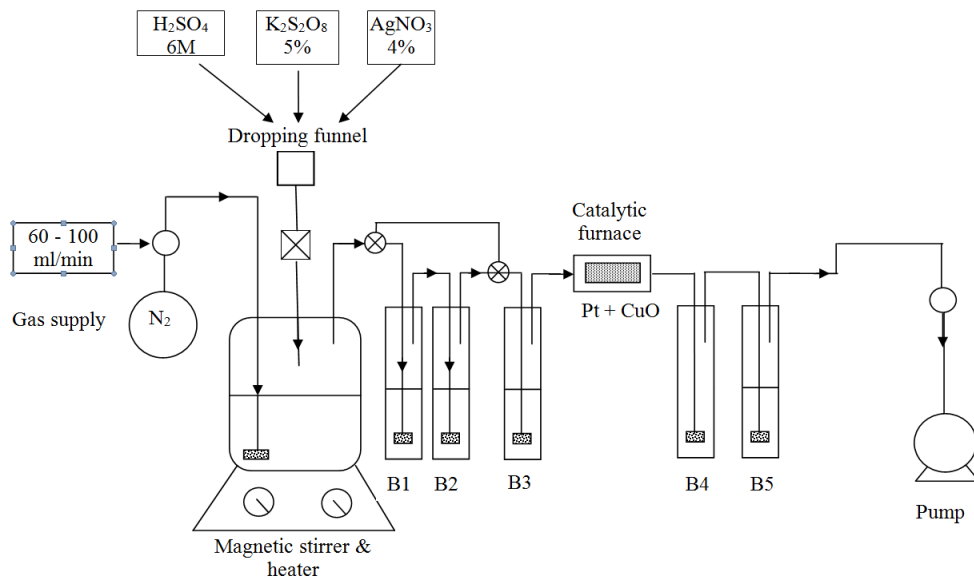 H₂SO₄
6M
K₂S₂O₈
5%
AgNO₃
4%
Dropping funnel
60 - 100
ml/min
Gas supply
N₂
Catalytic
furnace
Pt + CuO
B1
B2
B3
B4
B5
Pump
Magnetic stirrer &
heater